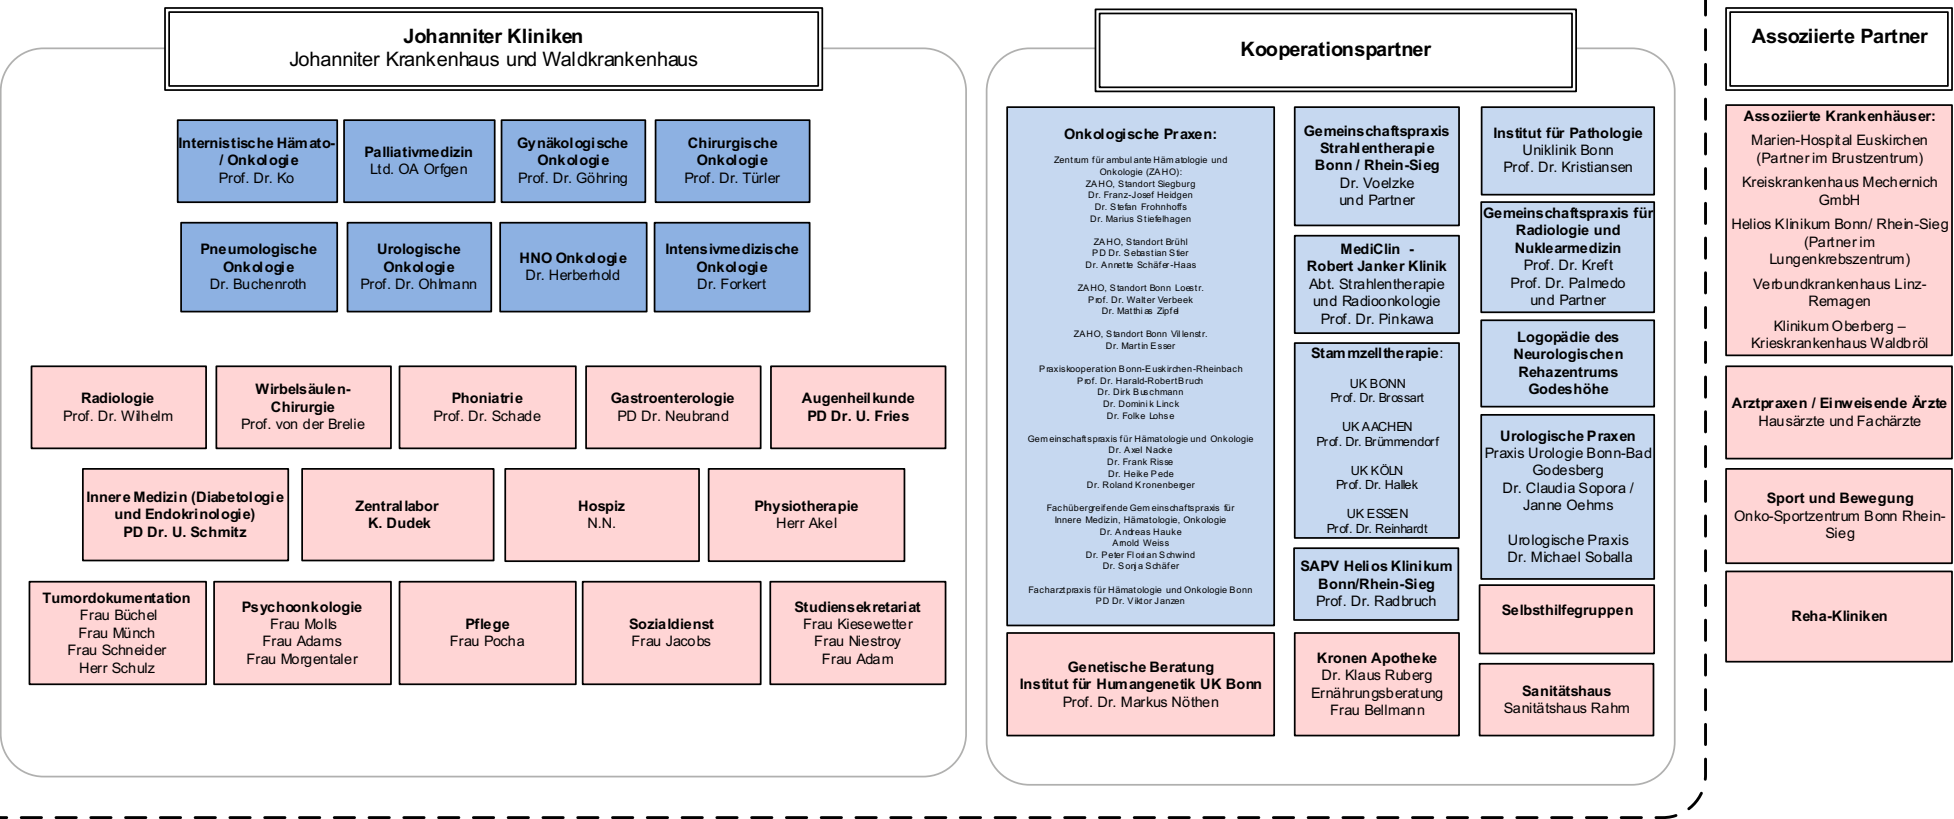 Johanniter Kliniken
Johanniter Krankenhaus und Waldkrankenhaus
Internistische Hämato-
/ Onkologie
Prof. Dr. Ko
Palliativmedizin
Ltd. OA Orfgen
Gynäkologische
Onkologie
Prof. Dr. Göhring
Chirurgische
Onkologie
Prof. Dr. Türler
Pneumologische
Onkologie
Dr. Buchenroth
Urologische
Onkologie
Prof. Dr. Ohlmann
HNO Onkologie
Dr. Herberhold
Intensivmedizische
Onkologie
Dr. Forkert
Radiologie
Prof. Dr. Wilhelm
Wirbelsäulen-
Chirurgie
Prof. von der Brelie
Phoniatrie
Prof. Dr. Schade
Gastroenterologie
PD Dr. Neubrand
Augenheilkunde
PD Dr. U. Fries
Innere Medizin (Diabetologie
und Endokrinologie)
PD Dr. U. Schmitz
Zentrallabor
K. Dudek
Hospiz
N.N.
Physiotherapie
Herr Akel
Tumordokumentation
Frau Büchel
Frau Münch
Frau Schneider
Herr Schulz
Psychoonkologie
Frau Molls
Frau Adams
Frau Morgentaler
Pflege
Frau Pocha
Sozialdienst
Frau Jacobs
Studiensekretariat
Frau Kiesewetter
Frau Niestroy
Frau Adam
Kooperationspartner
Onkologische Praxen:
Zentrum für ambulante Hämatologie und
Onkologie (ZAHO):
ZAHO, Standort Siegburg
Dr. Franz-Josef Heidgen
Dr. Stefan Frohnhoffs
Dr. Marius Stiefelhagen
ZAHO, Standort Brühl
PD Dr. Sebastian Stier
Dr. Annette Schäfer-Haas
ZAHO, Standort Bonn Loestr.
Prof. Dr. Walter Verbeek
Dr. Matthias Zipfel
ZAHO, Standort Bonn Villenstr.
Dr. Martin Esser
Praxiskooperation Bonn-Euskirchen-Rheinbach
Prof. Dr. Harald-Robert Bruch
Dr. Dirk Buschmann
Dr. Dominik Linck
Dr. Folke Lohse
Gemeinschaftspraxis für Hämatologie und Onkologie
Dr. Axel Nacke
Dr. Frank Risse
Dr. Heike Pede
Dr. Roland Kronenberger
Fachübergreifende Gemeinschaftspraxis für
Innere Medizin, Hämatologie, Onkologie
Dr. Andreas Hauke
Arnold Weiss
Dr. Peter Florian Schwind
Dr. Sonja Schäfer
Facharztpraxis für Hämatologie und Onkologie Bonn
PD Dr. Viktor Janzen
Genetische Beratung
Institut für Humangenetik UK Bonn
Prof. Dr. Markus Nöthen
Gemeinschaftspraxis
Strahlentherapie
Bonn / Rhein-Sieg
Dr. Voelzke
und Partner
MediClin -
Robert Janker Klinik
Abt. Strahlentherapie
und Radioonkologie
Prof. Dr. Pinkawa
Stammzelltherapie:
UK BONN
Prof. Dr. Brossart
UK AACHEN
Prof. Dr. Brümmendorf
UK KÖLN
Prof. Dr. Hallek
UK ESSEN
Prof. Dr. Reinhardt
SAPV Helios Klinikum
Bonn/Rhein-Sieg
Prof. Dr. Radbruch
Kronen Apotheke
Dr. Klaus Ruberg
Ernährungsberatung
Frau Bellmann
Institut für Pathologie
Uniklinik Bonn
Prof. Dr. Kristiansen
Gemeinschaftspraxis für
Radiologie und
Nuklearmedizin
Prof. Dr. Kreft
Prof. Dr. Palmedo
und Partner
Logopädie des
Neurologischen
Rehazentrums
Godeshöhe
Urologische Praxen
Praxis Urologie Bonn-Bad
Godesberg
Dr. Claudia Sopora /
Janne Oehms
Urologische Praxis
Dr. Michael Soballa
Selbsthilfegruppen
Sanitätshaus
Sanitätshaus Rahm
Assoziierte Partner
Assoziierte Krankenhäuser:
Marien-Hospital Euskirchen
(Partner im Brustzentrum)
Kreiskrankenhaus Mechernich
GmbH
Helios Klinikum Bonn/ Rhein-Sieg
(Partner im
Lungenkrebszentrum)
Verbundkrankenhaus Linz-
Remagen
Klinikum Oberberg –
Krieskrankenhaus Waldbröl
Arztpraxen / Einweisende Ärzte
Hausärzte und Fachärzte
Sport und Bewegung
Onko-Sportzentrum Bonn Rhein-
Sieg
Reha-Kliniken